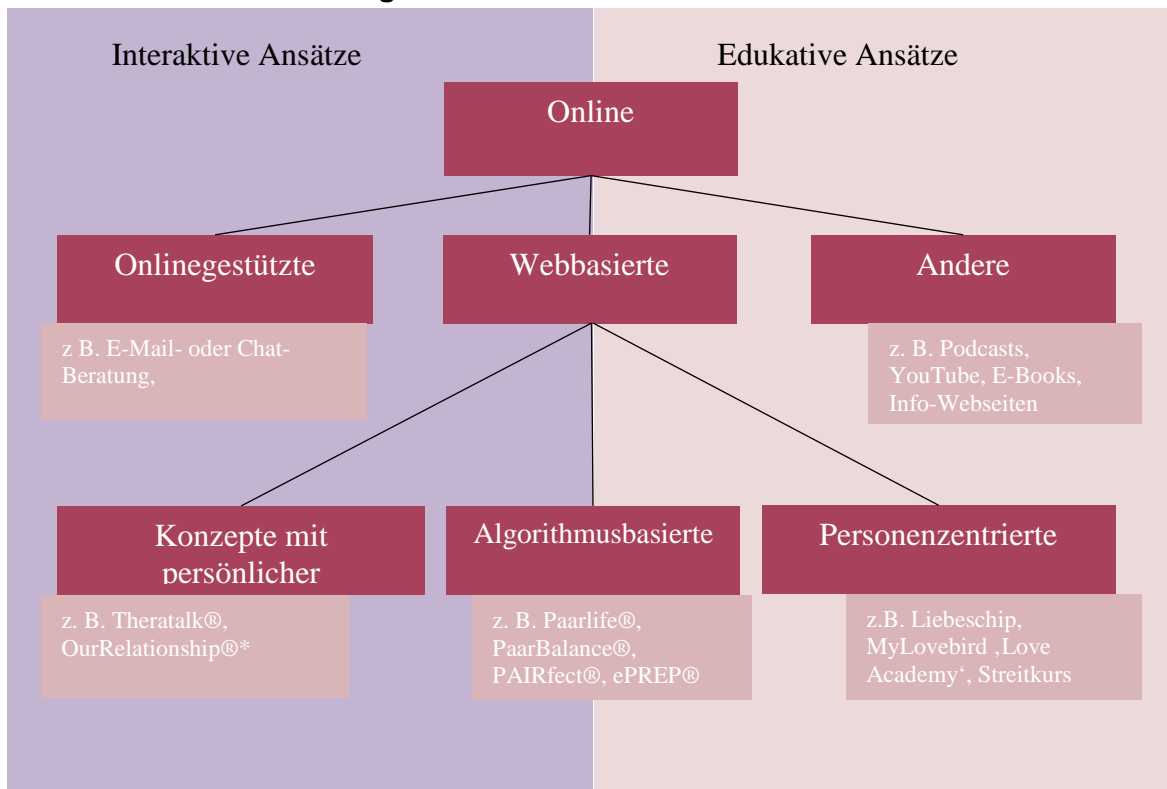 Interaktive Ansätze
Edukative Ansätze
Online
Onlinegestützte
Webbasierte
Andere
z B. E-Mail- oder Chat-
Beratung,
z. B. Podcasts,
YouTube, E-Books,
Info-Webseiten
Konzepte mit
persönlicher
Algorithmusbasierte
Personenzentrierte
z. B. Theratalk®,
OurRelationship®*
z. B. Paarlife®,
PaarBalance®,
PAIRfect®, ePREP®
z.B. Liebeschip,
MyLovebird ‚Love
Academy‘, Streitkurs